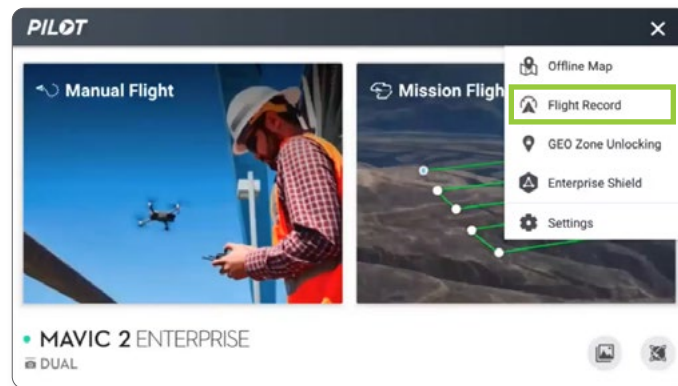 PILOT
Manual Flight
Mission Fligh
Offline Map
Flight Record
GEO Zone Unlocking
Enterprise Shield
Settings
MAVIC 2 ENTERPRISE
DUAL